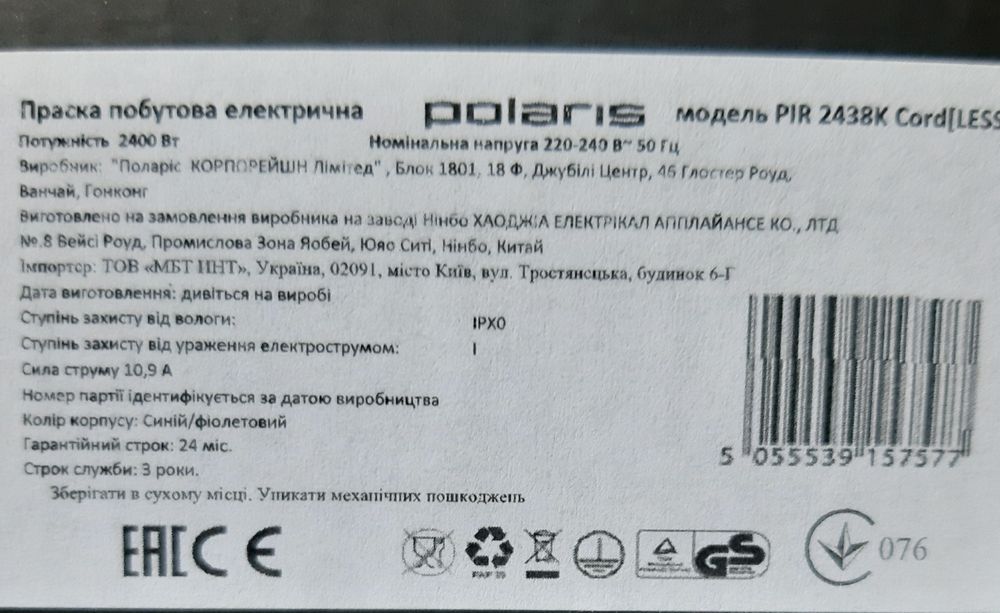 Праска побутова електрична polaris модель PIR 2438K Cord[LESS
Потужність 2400 Вт Номінальна напруга 220-240 В~ 50 Гц
Виробник: "Поларіс КОРПОРЕЙШН Лімітед" , Блок 1801, 18 Ф, Джубілі Центр, 46 Глостер Роуд,
Ванчай, Гонконг
Виготовлено на замовлення виробника на заводі Нінбо ХАОДЖІА ЕЛЕКТРІКАЛ АППЛАЙАНСЕ КО., ЛТД
№.8 Вейсі Роуд, Промислова Зона Яобей, Юяо Ситі, Нінбо, Китай
Імпортер: ТОВ «МБТ ИНТ», Україна, 02091, місто Київ, вул. Тростянецька, будинок 6-Г
Дата виготовлення: дивіться на виробі
Ступінь захисту від вологи: IPX0
Ступінь захисту від ураження електрострумом: I
Сила струму 10,9 А
Номер партії ідентифікується за датою виробництва
Колір корпусу: Синій/фіолетовий
Гарантійний строк: 24 міс.
Строк служби: 3 роки.
Зберігати в сухому місці. Уникати механічних пошкоджень
5 055539 157577
EAC CE GS 076